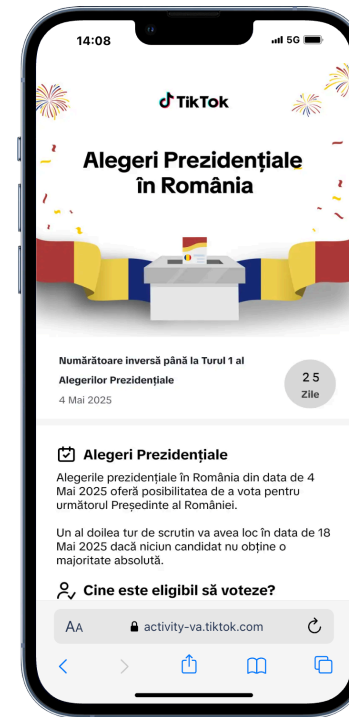 14:08
5G
TikTok
Alegeri Prezidențiale
în România
Numărătoare inversă până la Turul 1 al
Alegerilor Prezidențiale
4 Mai 2025
25
Zile
Alegeri Prezidențiale
Alegerile prezidențiale în România din data de 4
Mai 2025 oferă posibilitatea de a vota pentru
următorul Președinte al României.
Un al doilea tur de scrutin va avea loc în data de 18
Mai 2025 dacă niciun candidat nu obține o
majoritate absolută.
Cine este eligibil să voteze?
AA
activity-va.tiktok.com